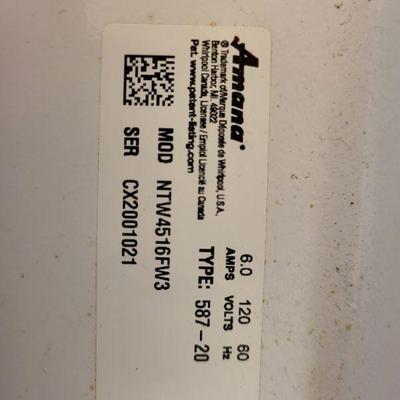 Amana®
® Trademark of/Marque Déposée de Whirlpool, U.S.A.,
Benton Harbor, MI. 49022
Whirlpool Canada, Licensee / Emploi Licencié au Canada
Pat. www.patent-listing.com
MOD NTW4516FW3
SER CX2001021
6.0 120 60
AMPS VOLTS Hz
TYPE: 587-20